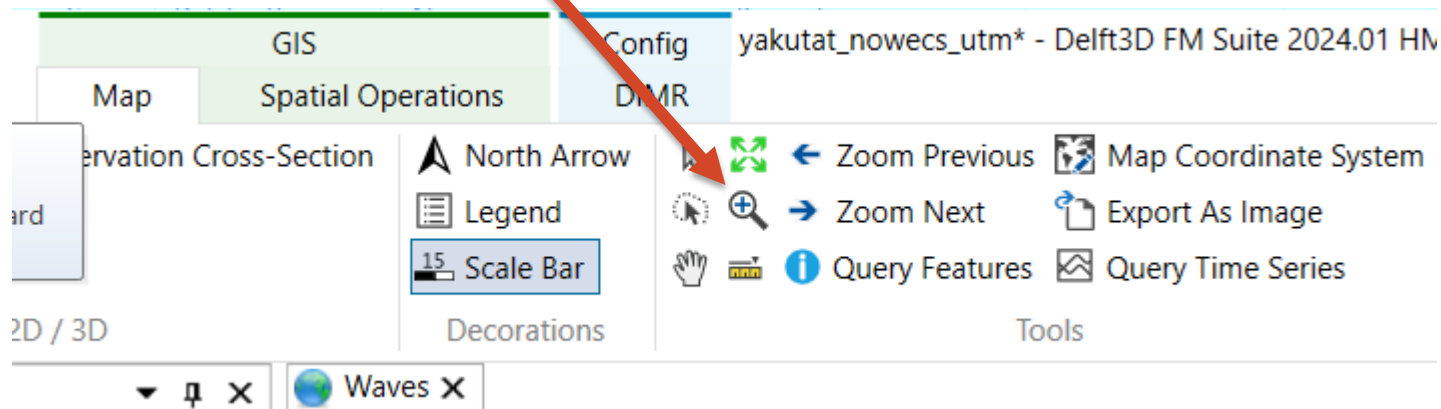 GIS
Config
yakutat_nowecs_utm* - Delft3D FM Suite 2024.01 HM
Map
Spatial Operations
DIMR
ervation Cross-Section
North Arrow
Zoom Previous
Map Coordinate System
ard
Legend
Zoom Next
Export As Image
15
Scale Bar
Query Features
Query Time Series
2D / 3D
Decorations
Tools
Waves